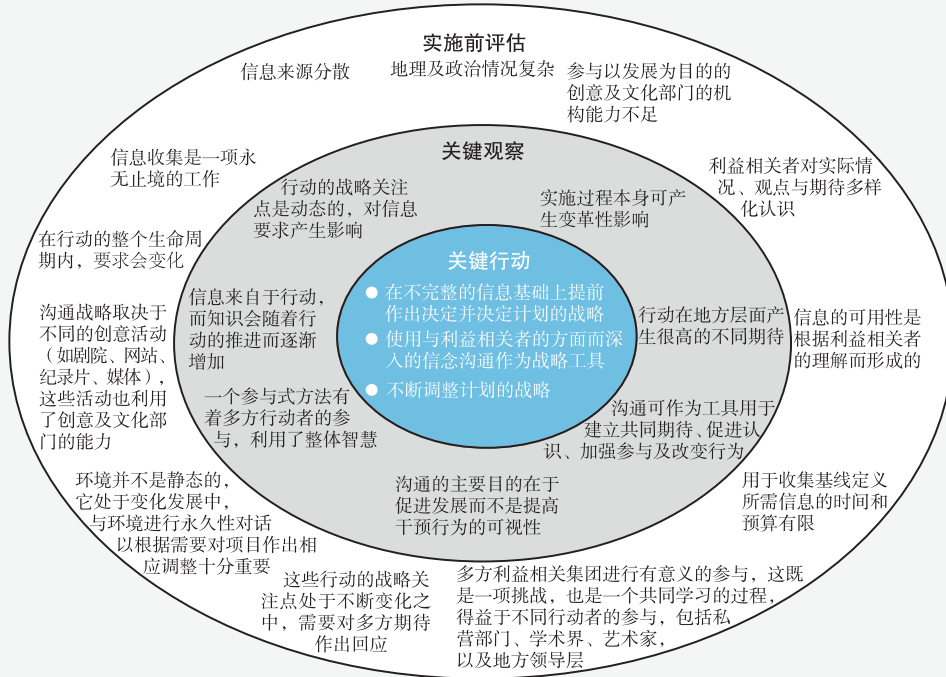 实施前评估
信息来源分散
地理及政治情况复杂
参与以发展为目的的
创意及文化部门的机
构能力不足
利益相关者对实际情
况、观点与期待多样
化认识
信息的可用性是
根据利益相关者
的理解而形成的
用于收集基线定义
所需信息的时间和
预算有限
多方利益相关集团进行有意义的参与，这既
是一项挑战，也是一个共同学习的过程，
得益于不同行动者的参与，包括私
营部门、学术界、艺术家，
以及地方领导层
这些行动的战略关
注点处于不断变化之
中，需要对多方期待
作出回应
环境并不是静态的，
它处于变化发展中，
与环境进行永久性对话
以根据需要对项目作出相
应调整十分重要
沟通战略取决于
不同的创意活动
（如剧院、网站、
纪录片、媒体），
这些活动也利用
了创意及文化部
门的能力
在行动的整个生命周
期内，要求会变化
信息收集是一项永
无止境的工作
关键观察
行动的战略关注
点是动态的，对信息
要求产生影响
实施过程本身可产
生变革性影响
行动在地方层面产
生很高的不同期待
沟通可作为工具用于
建立共同期待、促进认
识、加强参与及改变行为
沟通的主要目的在于
促进发展而不是提高
干预行为的可视性
一个参与式方法有
着多方行动者的参
与，利用了整体智慧
信息来自于行动，
而知识会随着行
动的推进而逐渐
增加
关键行动
● 在不完整的信息基础上提前
作出决定并决定计划的战略
● 使用与利益相关者的方面而深
入的信念沟通作为战略工具
● 不断调整计划的战略